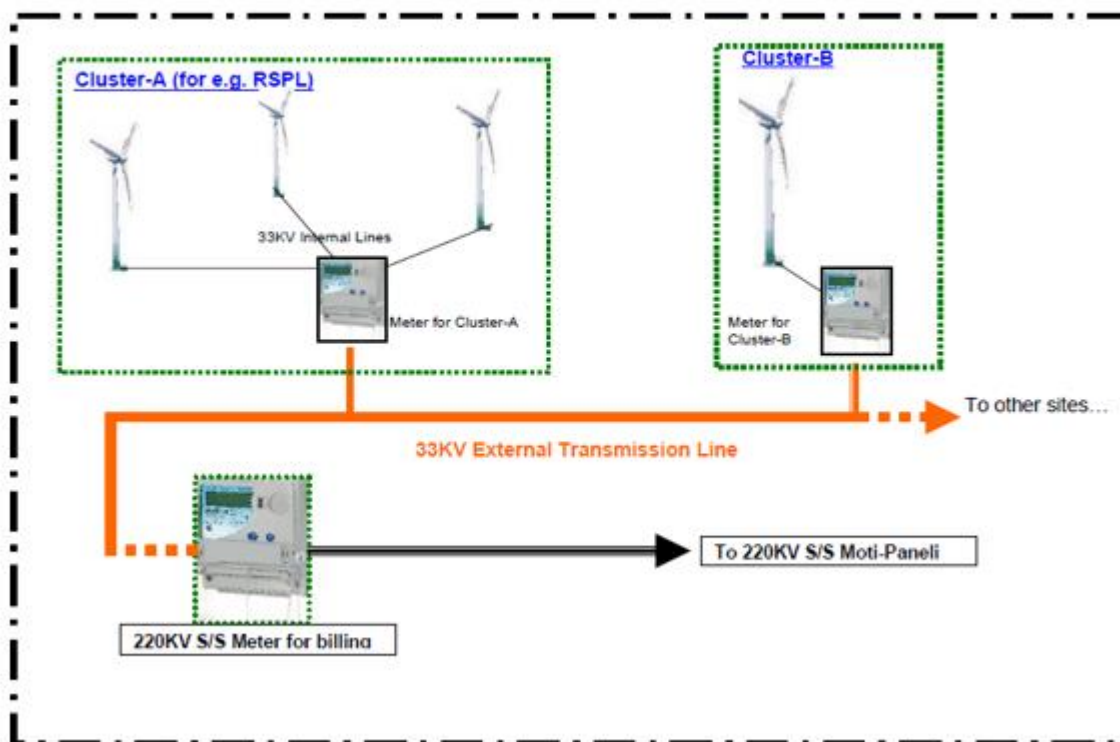 Cluster-A (for e.g. RSPL)
Cluster-B
33KV Internal Lines
Meter for Cluster-A
Meter for
Cluster-B
To other sites…
33KV External Transmission Line
To 220KV S/S Moti-Paneli
220KV S/S Meter for billing